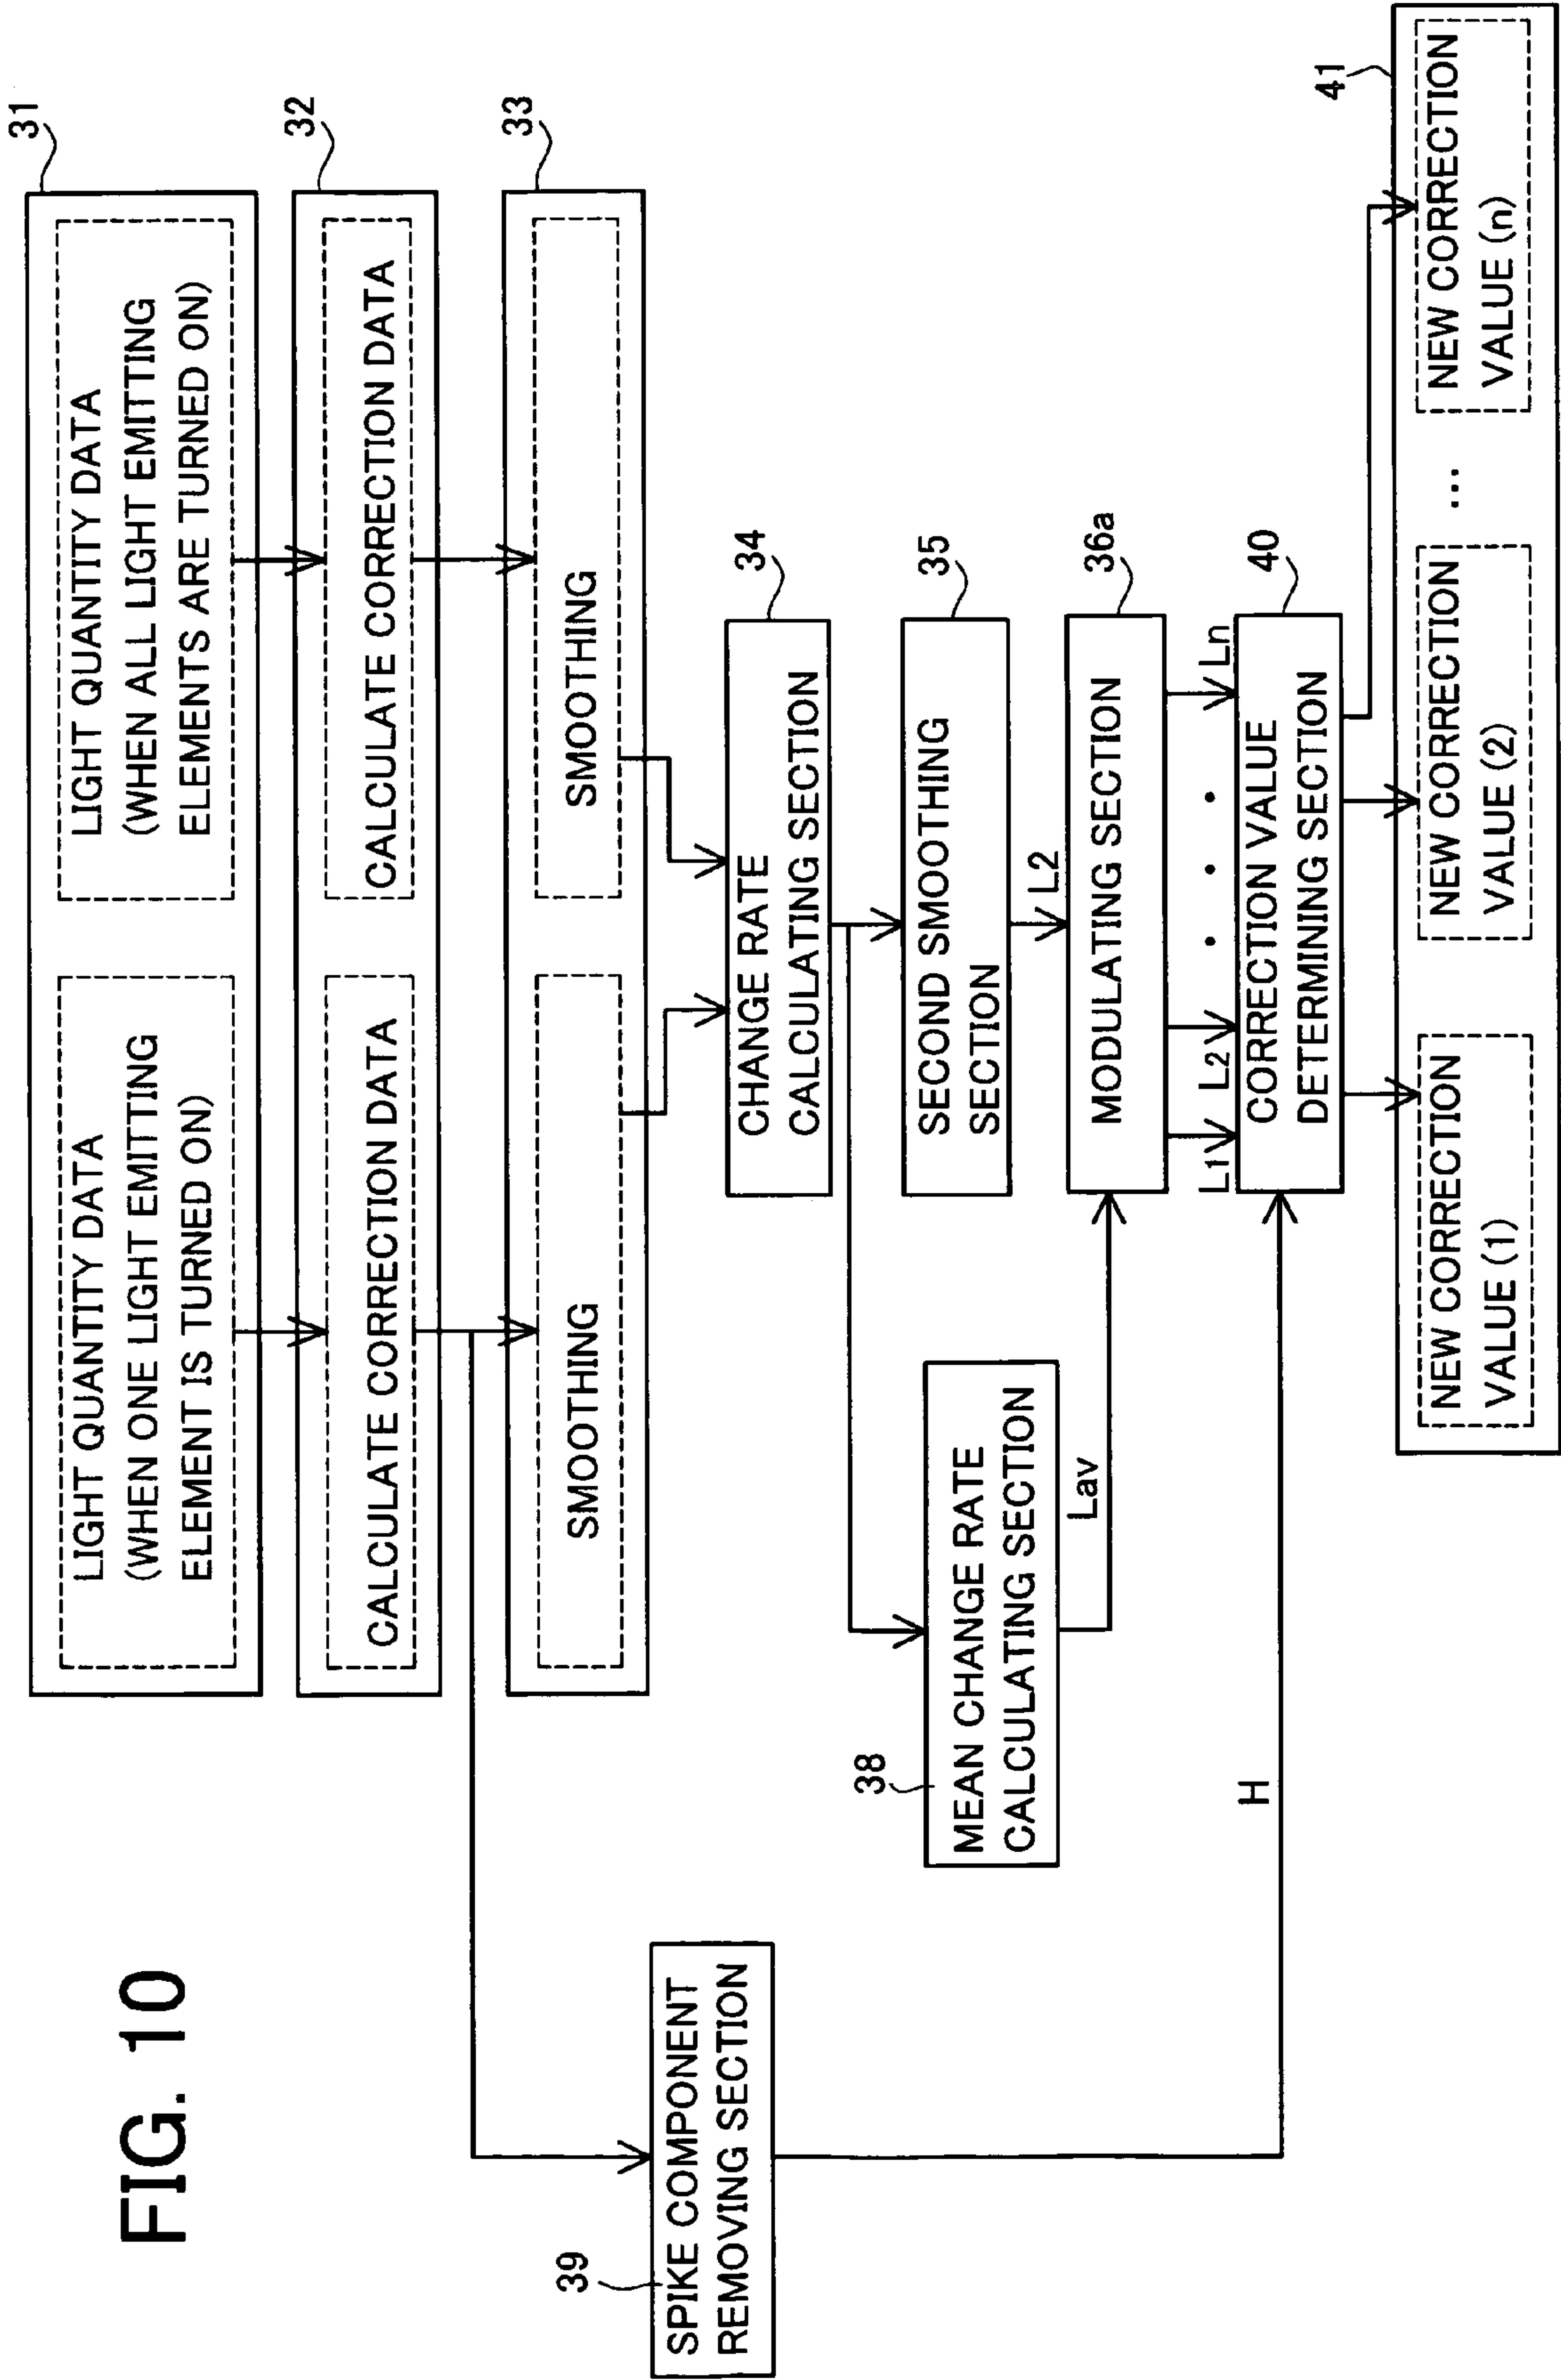 FIG. 10
31
LIGHT QUANTITY DATA
(WHEN ONE LIGHT EMITTING
ELEMENT IS TURNED ON)
LIGHT QUANTITY DATA
(WHEN ALL LIGHT EMITTING
ELEMENTS ARE TURNED ON)
32
CALCULATE CORRECTION DATA
CALCULATE CORRECTION DATA
33
SMOOTHING
SMOOTHING
39
SPIKE COMPONENT
REMOVING SECTION
34
CHANGE RATE
CALCULATING SECTION
38
MEAN CHANGE RATE
CALCULATING SECTION
35
SECOND SMOOTHING
SECTION
L2
Lav
36a
MODULATING SECTION
L1
L2
• • •
Ln
H
40
CORRECTION VALUE
DETERMINING SECTION
41
NEW CORRECTION
VALUE (1)
NEW CORRECTION
VALUE (2)
...
NEW CORRECTION
VALUE (n)